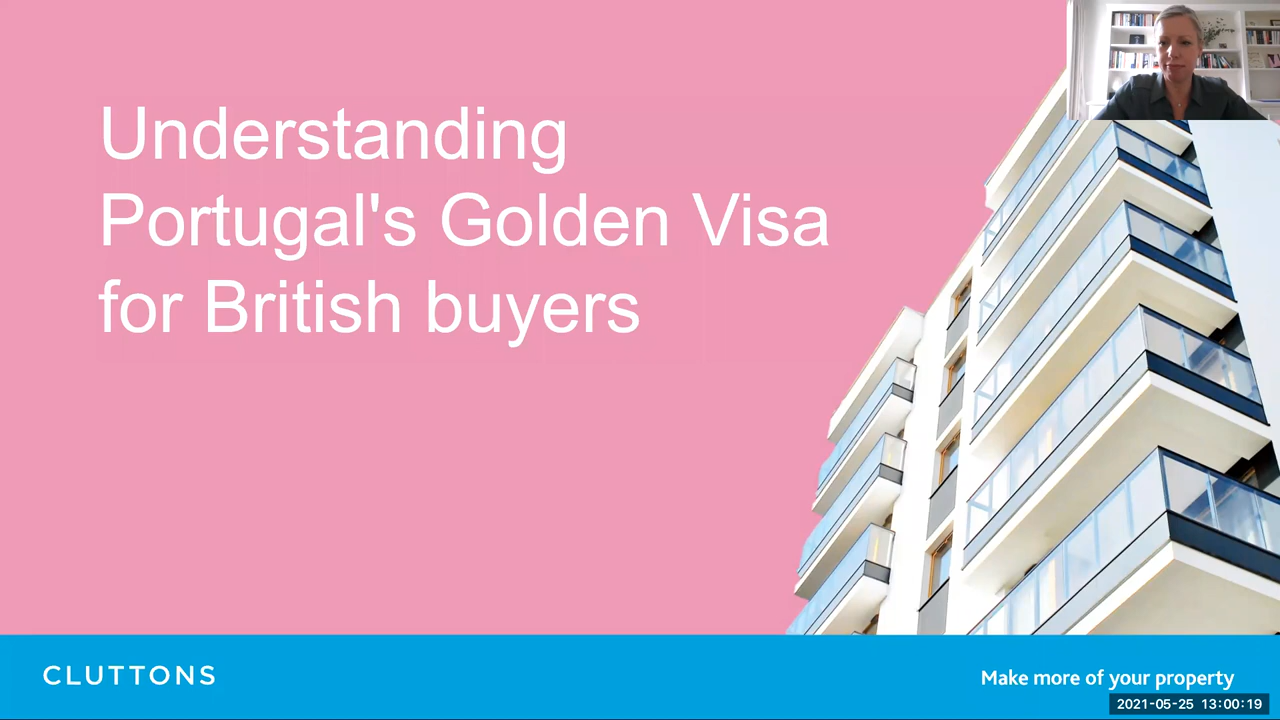 Understanding
Portugal's Golden Visa
for British buyers
CLUTTONS
Make more of your property
2021-05-25 13:00:19